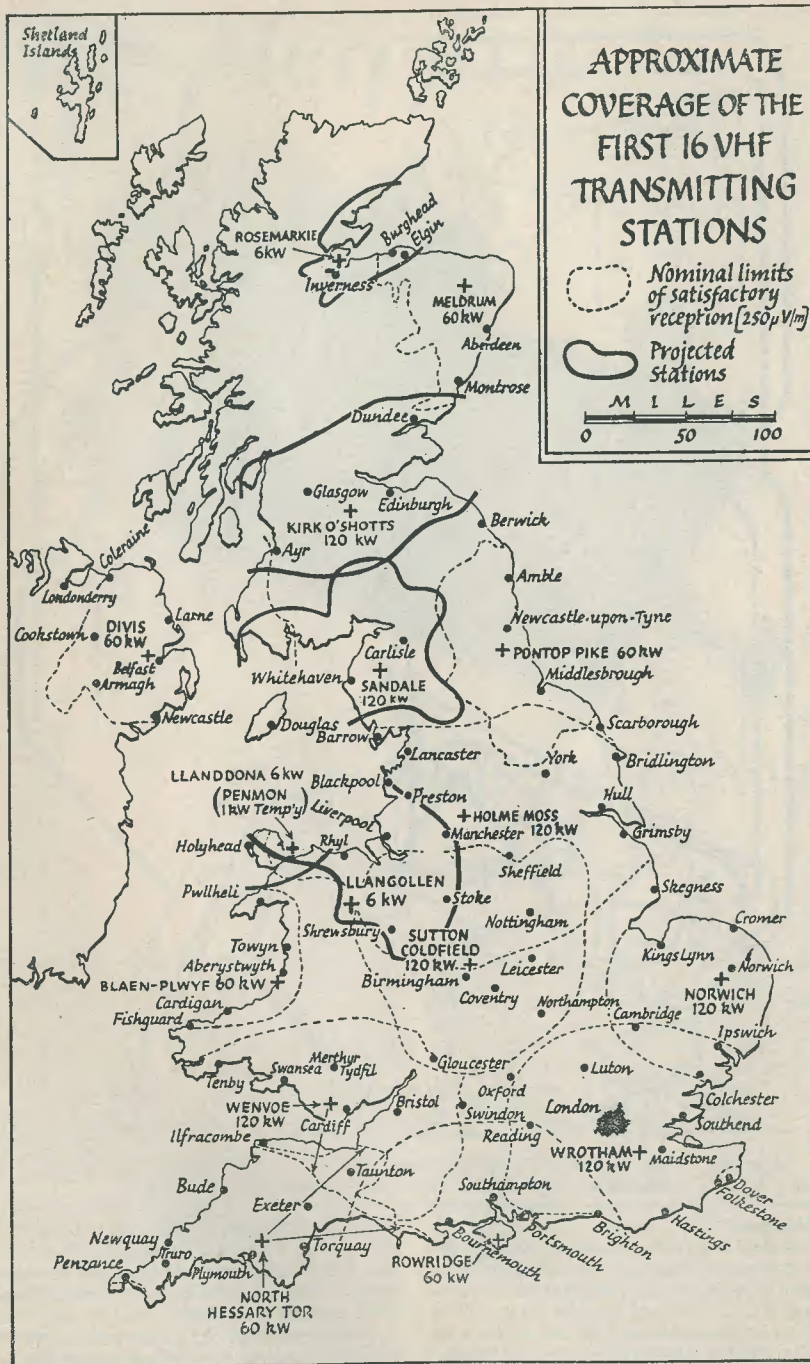 Shetland
Islands
APPROXIMATE
COVERAGE OF THE
FIRST 16 VHF
TRANSMITTING
STATIONS
Nominal limits
of satisfactory
reception [250µV/m]
Projected
Stations
M I L E S
0 50 100
ROSEMARKIE
6kW
Burghead
Elgin
Inverness
MELDRUM
60 kW
Aberdeen
Montrose
Dundee
Glasgow
Edinburgh
KIRK O'SHOTTS
120 kW
Berwick
Ayr
Coleraine
Londonderry
Amble
Larne
Newcastle-upon-Tyne
Cookstown
DIVIS
60 kW
Carlisle
PONTOP PIKE 60 kW
Belfast
Whitehaven
SANDALE
120 kW
Middlesbrough
Armagh
Newcastle
Douglas
Barrow
Scarborough
Lancaster
York
Bridlington
LLANDDONA 6 kW
(PENMON
1 kW Temp'y)
Blackpool
Preston
Liverpool
HOLME MOSS
120 kW
Hull
Manchester
Grimsby
Holyhead
Rhyl
Sheffield
LLANGOLLEN
6 kW
Skegness
Pwllheli
Stoke
Nottingham
Cromer
Shrewsbury
SUTTON
COLDFIELD
120 kW
Towyn
Kings Lynn
Aberystwyth
Leicester
Norwich
BLAEN-PLWYF 60 kW
Birmingham
Coventry
NORWICH
120 kW
Cardigan
Northampton
Cambridge
Fishguard
Ipswich
Gloucester
Merthyr
Tydfil
Luton
Tenby
Swansea
Oxford
Colchester
WENVOE
120 kW
Bristol
Swindon
London
Southend
Cardiff
Reading
Ilfracombe
WROTHAM
120 kW
Maidstone
Taunton
Southampton
Dover
Folkestone
Bude
Exeter
Hastings
Brighton
Portsmouth
Newquay
Bournemouth
Torquay
Truro
ROWRIDGE
60 kW
Penzance
Plymouth
NORTH
HESSARY TOR
60 kW